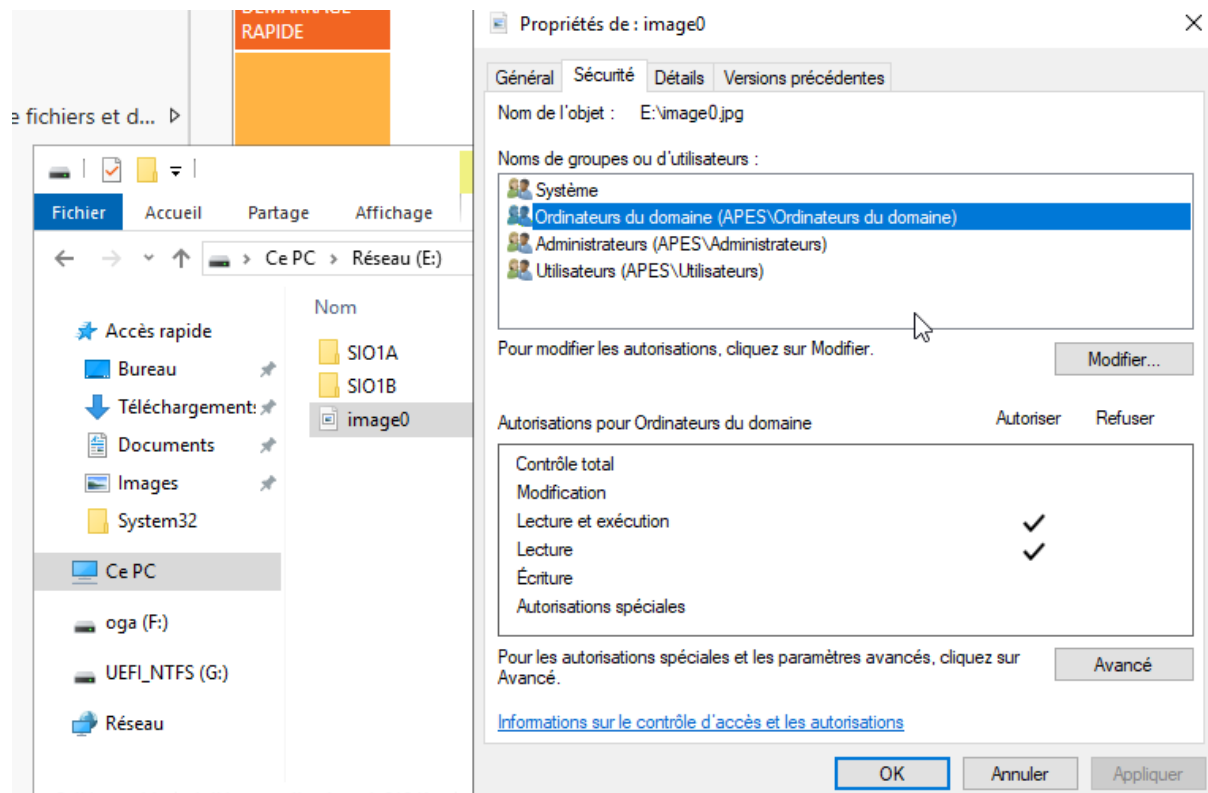 RAPIDE
e fichiers et d...
Fichier Accueil Partage Affichage
Ce PC > Réseau (E:)
Nom
Accès rapide
Bureau
Téléchargement:
Documents
Images
System32
Ce PC
oga (F:)
UEFI_NTFS (G:)
Réseau
SIO1A
SIO1B
image0
Propriétés de : image0
Général Sécurité Détails Versions précédentes
Nom de l'objet : E:\image0.jpg
Noms de groupes ou d'utilisateurs :
Système
Ordinateurs du domaine (APES\Ordinateurs du domaine)
Administrateurs (APES\Administrateurs)
Utilisateurs (APES\Utilisateurs)
Pour modifier les autorisations, cliquez sur Modifier.
Modifier...
Autorisations pour Ordinateurs du domaine Autoriser Refuser
Contrôle total
Modification
Lecture et exécution
Lecture
Écriture
Autorisations spéciales
Pour les autorisations spéciales et les paramètres avancés, cliquez sur
Avancé.
Avancé
Informations sur le contrôle d'accès et les autorisations
OK Annuler Appliquer